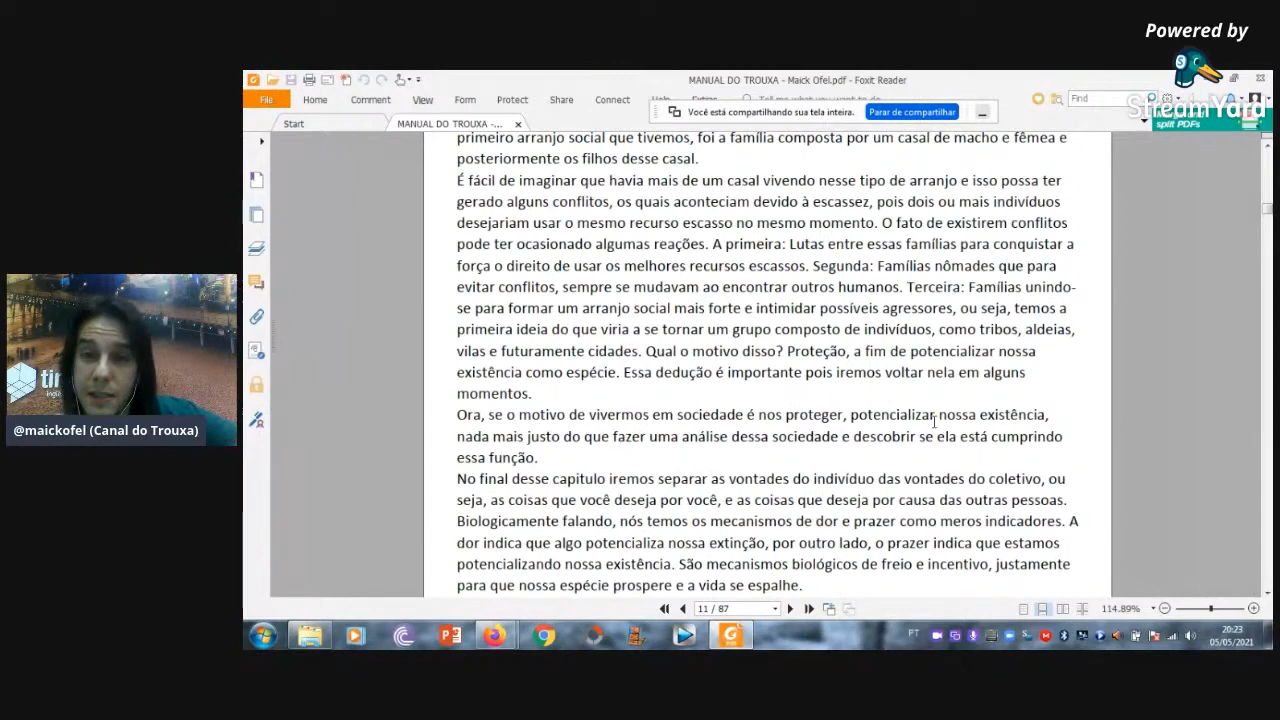 Powered by
StreamYard
MANUAL DO TROUXA - Maick Ofel.pdf - Foxit Reader
File Home Comment View Form Protect Share Connect Help Extras Tell me what you want to do Find
Você está compartilhando sua tela inteira. Parar de compartilhar
split PDFs
Start MANUAL DO TROUXA -...
primeiro arranjo social que tivemos, foi a família composta por um casal de macho e fêmea e
posteriormente os filhos desse casal.
É fácil de imaginar que havia mais de um casal vivendo nesse tipo de arranjo e isso possa ter
gerado alguns conflitos, os quais aconteciam devido à escassez, pois dois ou mais indivíduos
desejariam usar o mesmo recurso escasso no mesmo momento. O fato de existirem conflitos
pode ter ocasionado algumas reações. A primeira: Lutas entre essas famílias para conquistar a
força o direito de usar os melhores recursos escassos. Segunda: Famílias nômades que para
evitar conflitos, sempre se mudavam ao encontrar outros humanos. Terceira: Famílias unindo-
se para formar um arranjo social mais forte e intimidar possíveis agressores, ou seja, temos a
primeira ideia do que viria a se tornar um grupo composto de indivíduos, como tribos, aldeias,
vilas e futuramente cidades. Qual o motivo disso? Proteção, a fim de potencializar nossa
existência como espécie. Essa dedução é importante pois iremos voltar nela em alguns
momentos.
Ora, se o motivo de vivermos em sociedade é nos proteger, potencializar nossa existência,
nada mais justo do que fazer uma análise dessa sociedade e descobrir se ela está cumprindo
essa função.
No final desse capitulo iremos separar as vontades do indivíduo das vontades do coletivo, ou
seja, as coisas que você deseja por você, e as coisas que deseja por causa das outras pessoas.
Biologicamente falando, nós temos os mecanismos de dor e prazer como meros indicadores. A
dor indica que algo potencializa nossa extinção, por outro lado, o prazer indica que estamos
potencializando nossa existência. São mecanismos biológicos de freio e incentivo, justamente
para que nossa espécie prospere e a vida se espalhe.
tim
@maickofel (Canal do Trouxa)
11 / 87 114.89%
PT 20:23
05/05/2021